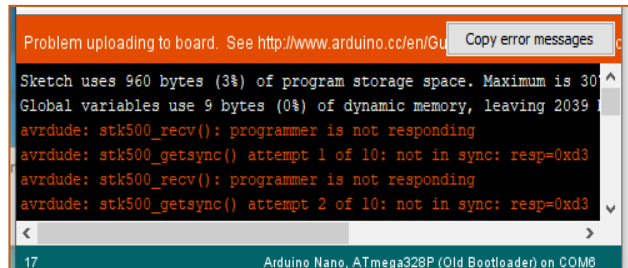 Problem uploading to board. See http://www.arduino.cc/en/Gu
Copy error messages
Sketch uses 960 bytes (3%) of program storage space. Maximum is 30
Global variables use 9 bytes (0%) of dynamic memory, leaving 2039
avrdude: stk500_recv(): programmer is not responding
avrdude: stk500_getsync() attempt 1 of 10: not in sync: resp=0xd3
avrdude: stk500_recv(): programmer is not responding
avrdude: stk500_getsync() attempt 2 of 10: not in sync: resp=0xd3
17
Arduino Nano, ATmega328P (Old Bootloader) on COM6